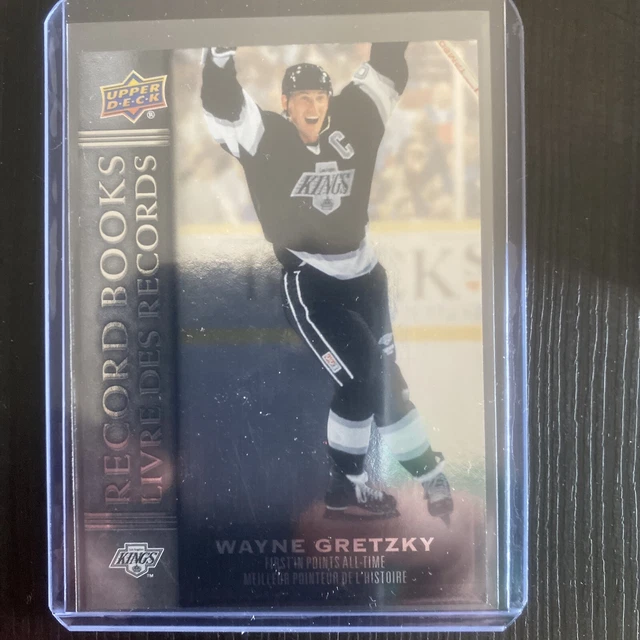 UPPER
D·E·C·K
®
RECORD BOOKS
LIVRE DES RECORDS
C
KINGS
KINGS
TM
WAYNE GRETZKY
FIRST IN POINTS ALL-TIME
MEILLEUR POINTEUR DE L'HISTOIRE